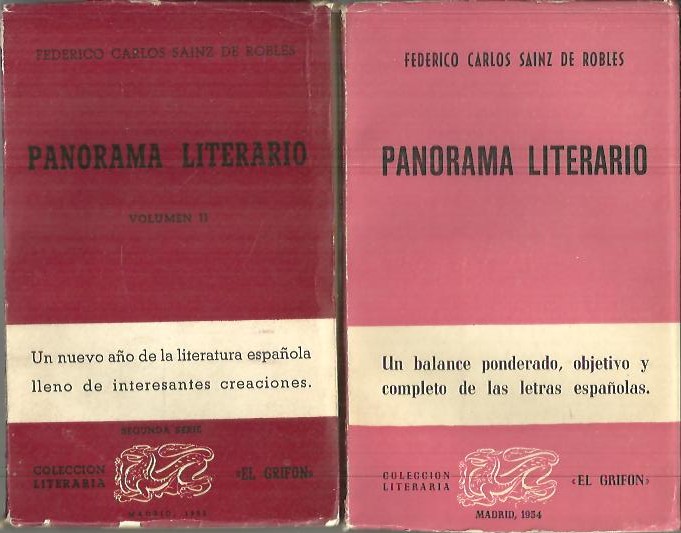 FEDERICO CARLOS SAINZ DE ROBLES
PANORAMA LITERARIO
VOLUMEN II
Un nuevo año de la literatura española
lleno de interesantes creaciones.
SEGUNDA SERIE
COLECCION
LITERARIA
«EL GRIFON»
MADRID,
FEDERICO CARLOS SAINZ DE ROBLES
PANORAMA LITERARIO
Un balance ponderado, objetivo y
completo de las letras españolas.
COLECCION
LITERARIA
«EL GRIFON»
MADRID, 1954